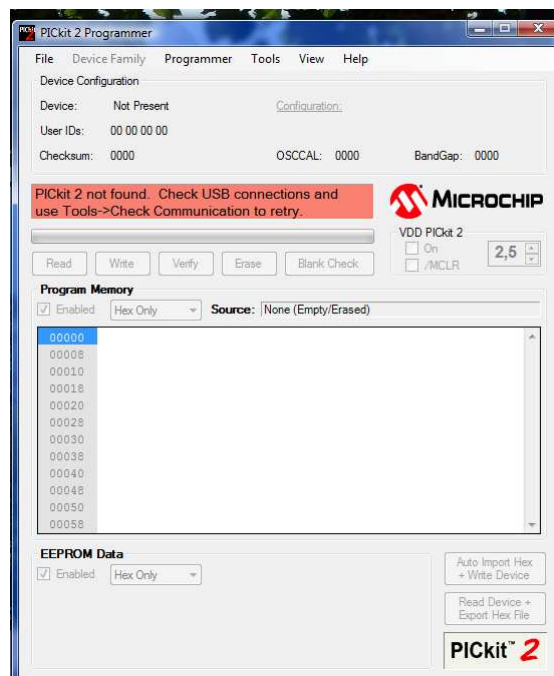 PICkit 2 Programmer
File Device Family Programmer Tools View Help
Device Configuration
Device: Not Present Configuration:
User IDs: 00 00 00 00
Checksum: 0000 OSCCAL: 0000 BandGap: 0000
PICkit 2 not found. Check USB connections and
use Tools->Check Communication to retry.
MICROCHIP
VDD PICkit 2
On
/MCLR
2,5
Read Write Verify Erase Blank Check
Program Memory
Enabled Hex Only Source: None (Empty/Erased)
00000
00008
00010
00018
00020
00028
00030
00038
00040
00048
00050
00058
EEPROM Data
Enabled Hex Only
Auto Import Hex
+ Write Device
Read Device +
Export Hex File
PICkit™ 2